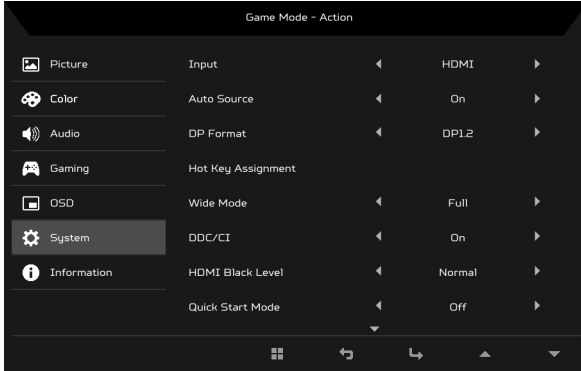 Game Mode - Action
Picture
Color
Audio
Gaming
OSD
System
Information
Input HDMI
Auto Source On
DP Format DP1.2
Hot Key Assignment
Wide Mode Full
DDC/CI On
HDMI Black Level Normal
Quick Start Mode Off